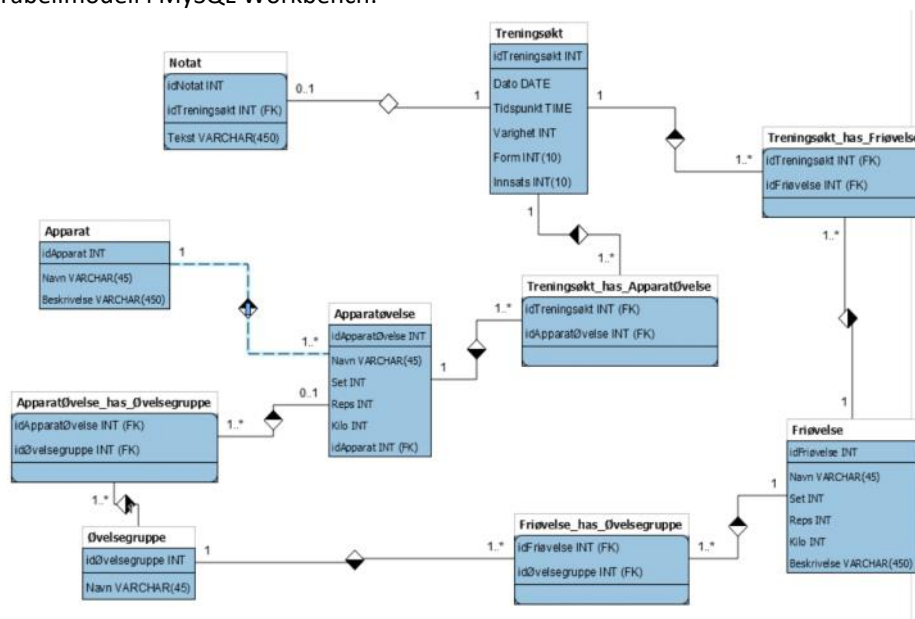 Tabellmodell i MySQL Workbench:
Treningsøkt
idTreningsøkt INT
Dato DATE
Tidspunkt TIME
Varighet INT
Form INT(10)
Innsats INT(10)
Notat
idNotat INT
idTreningsøkt INT (FK)
Tekst VARCHAR(450)
0..1
1
1
1..*
Treningsøkt_has_Friøvelse
idTreningsøkt INT (FK)
idFriøvelse INT (FK)
1
1..*
1..*
1
Apparat
idApparat INT
Navn VARCHAR(45)
Beskrivelse VARCHAR(450)
1
1..*
Treningsøkt_has_ApparatØvelse
idTreningsøkt INT (FK)
idApparatØvelse INT (FK)
1..*
1
Apparatøvelse
idApparatØvelse INT
Navn VARCHAR(45)
Set INT
Reps INT
Kilo INT
idApparat INT (FK)
0..1
1..*
ApparatØvelse_has_Øvelsegruppe
idApparatØvelse INT (FK)
idØvelsegruppe INT (FK)
1..*
Øvelsegruppe
idØvelsegruppe INT
Navn VARCHAR(45)
1
1..*
Friøvelse_has_Øvelsegruppe
idFriøvelse INT (FK)
idØvelsegruppe INT (FK)
1..*
1
Friøvelse
idFriøvelse INT
Navn VARCHAR(45)
Set INT
Reps INT
Kilo INT
Beskrivelse VARCHAR(450)